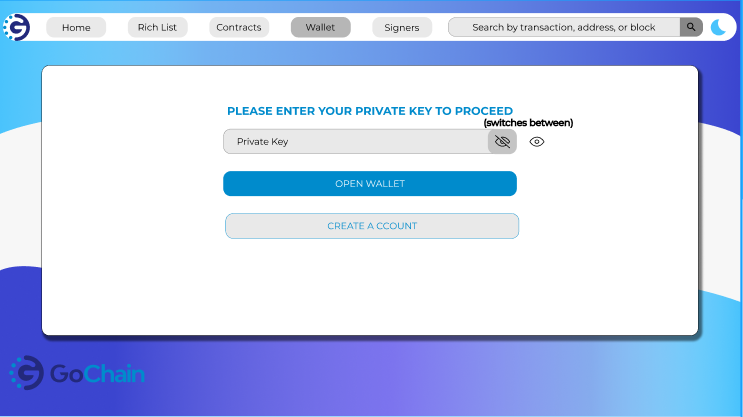 Home
Rich List
Contracts
Wallet
Signers
Search by transaction, address, or block
PLEASE ENTER YOUR PRIVATE KEY TO PROCEED
(switches between)
Private Key
OPEN WALLET
CREATE A CCOUNT
GoChain